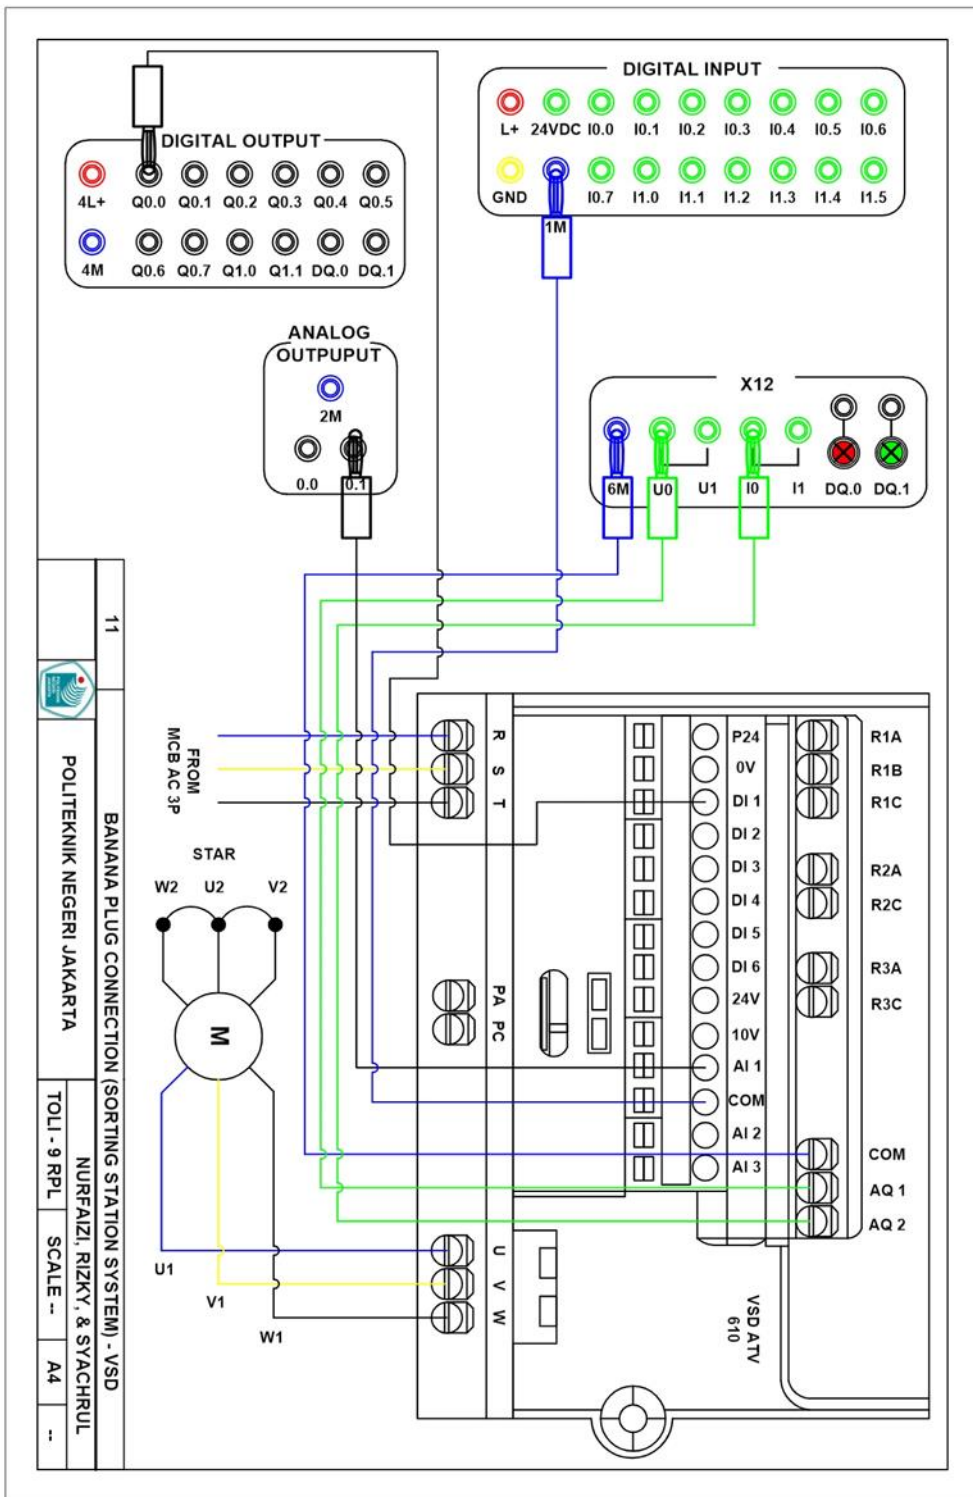 DIGITAL INPUT
L+ 24VDC I0.0 I0.1 I0.2 I0.3 I0.4 I0.5 I0.6
GND 1M I0.7 I1.0 I1.1 I1.2 I1.3 I1.4 I1.5
DIGITAL OUTPUT
4L+ Q0.0 Q0.1 Q0.2 Q0.3 Q0.4 Q0.5
4M Q0.6 Q0.7 Q1.0 Q1.1 DQ.0 DQ.1
ANALOG
OUTPUPUT
2M
0.0 0.1
X12
6M U0 U1 I0 I1 DQ.0 DQ.1
FROM
MCB AC 3P
R
S
T
PA
PC
U
V
W
P24
0V
DI 1
DI 2
DI 3
DI 4
DI 5
DI 6
24V
10V
AI 1
COM
AI 2
AI 3
R1A
R1B
R1C
R2A
R2C
R3A
R3C
COM
AQ 1
AQ 2
STAR
W2 U2 V2
M
U1
V1
W1
VSD ATV
610
11
BANANA PLUG CONNECTION (SORTING STATION SYSTEM) - VSD
POLITEKNIK NEGERI JAKARTA
NURFAIZI, RIZKY, & SYACHRUL
TOLI - 9 RPL
SCALE --
A4
--